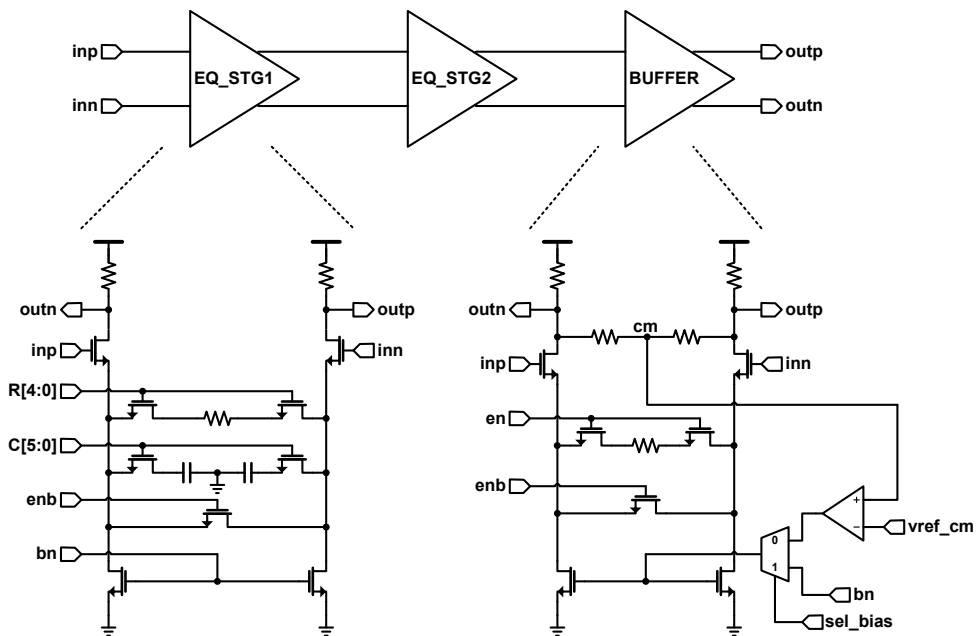 inp
inn
EQ_STG1
EQ_STG2
BUFFER
outp
outn
outn
outp
inp
inn
R[4:0]
C[5:0]
enb
bn
outn
outp
cm
inp
inn
en
enb
+
−
vref_cm
0
1
bn
sel_bias